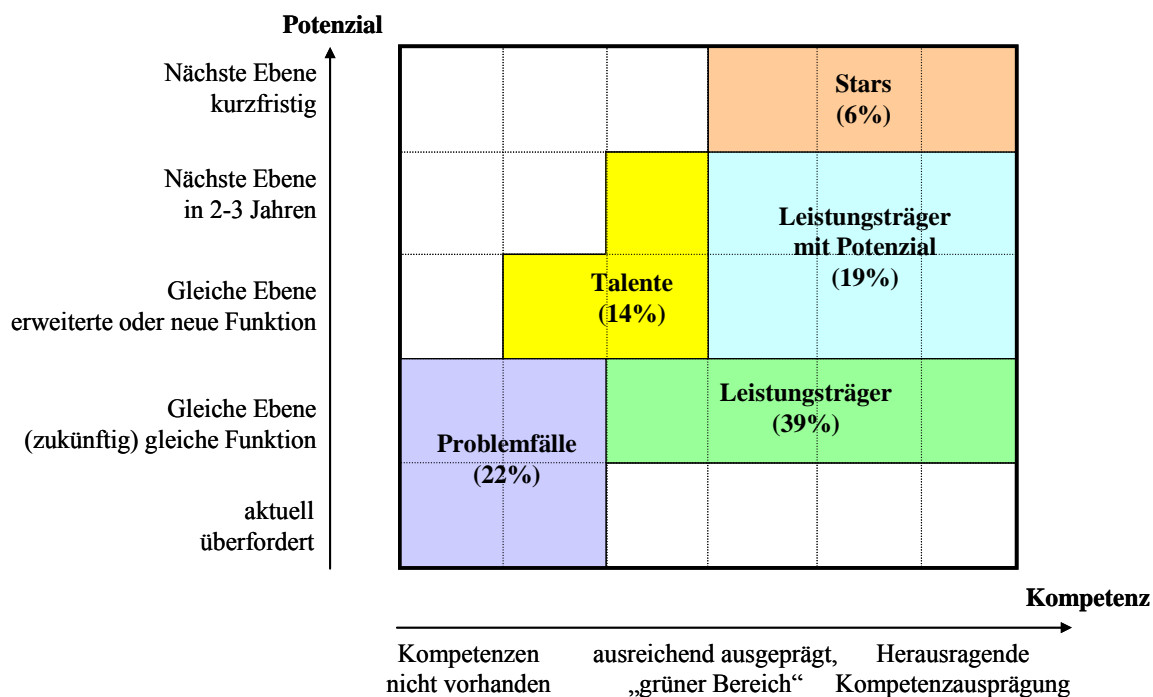 Potenzial
Nächste Ebene
kurzfristig
Stars
(6%)
Nächste Ebene
in 2-3 Jahren
Leistungsträger
mit Potenzial
(19%)
Gleiche Ebene
erweiterte oder neue Funktion
Talente
(14%)
Gleiche Ebene
(zukünftig) gleiche Funktion
Leistungsträger
(39%)
Problemfälle
(22%)
aktuell
überfordert
Kompetenz
Kompetenzen
nicht vorhanden
ausreichend ausgeprägt,
„grüner Bereich“
Herausragende
Kompetenzausprägung